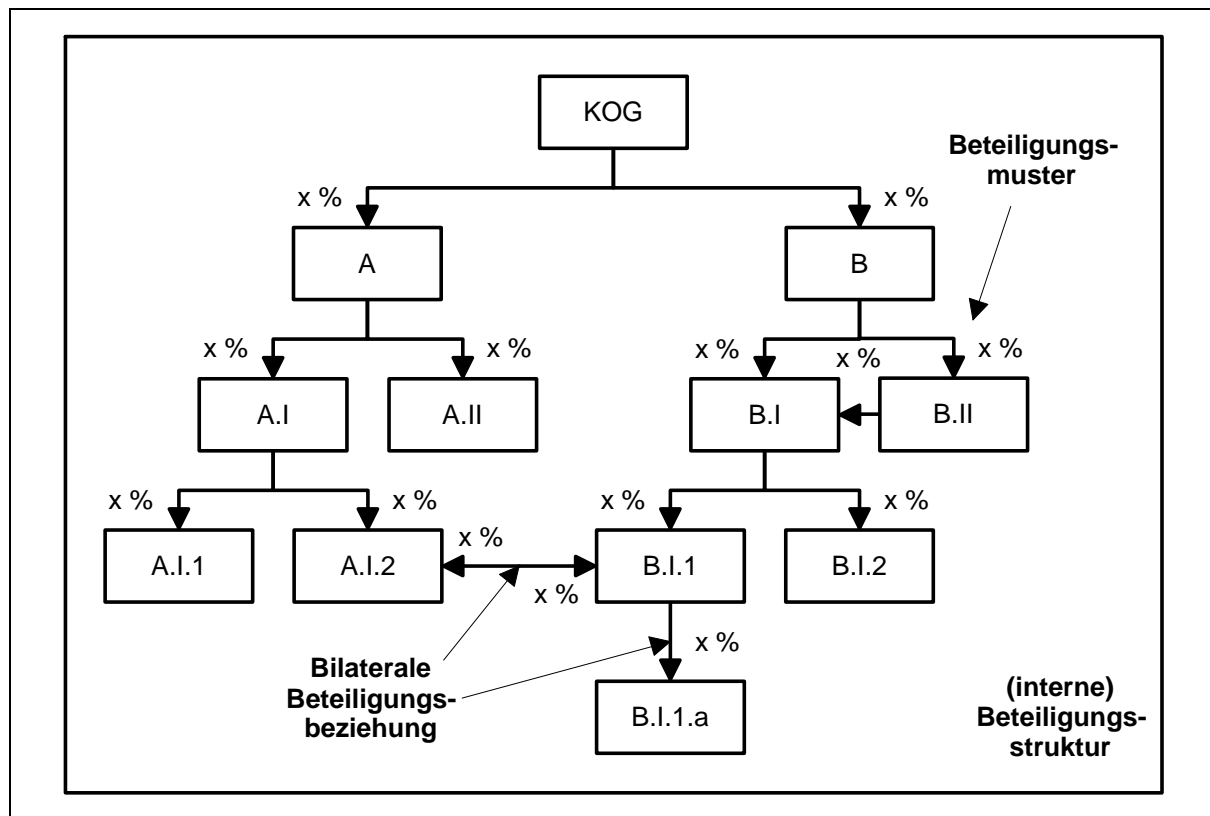 KOG
Beteiligungs-
muster
x %
x %
A
B
x %
x %
x %
x %
x %
A.I
A.II
B.I
B.II
x %
x %
x %
x %
A.I.1
A.I.2
x %
x %
B.I.1
B.I.2
x %
Bilaterale
Beteiligungs-
beziehung
B.I.1.a
(interne)
Beteiligungs-
struktur